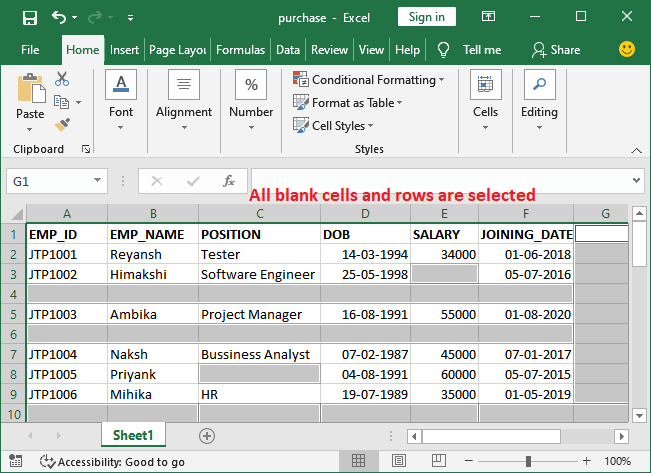 purchase - Excel
Sign in
File Home Insert Page Layou Formulas Data Review View Help Tell me Share
Paste
Clipboard
Font
Alignment
%
Number
Conditional Formatting
Format as Table
Cell Styles
Styles
Cells
Editing
G1
fx
All blank cells and rows are selected
A B C D E F G
1 EMP_ID EMP_NAME POSITION DOB SALARY JOINING_DATE
2 JTP1001 Reyansh Tester 14-03-1994 34000 01-06-2018
3 JTP1002 Himakshi Software Engineer 25-05-1998 05-07-2016
4
5 JTP1003 Ambika Project Manager 16-08-1991 55000 01-08-2020
6
7 JTP1004 Naksh Bussiness Analyst 07-02-1987 45000 07-01-2017
8 JTP1005 Priyank 04-08-1991 60000 05-07-2015
9 JTP1006 Mihika HR 19-07-1989 35000 01-05-2019
10
Sheet1
Accessibility: Good to go
100%